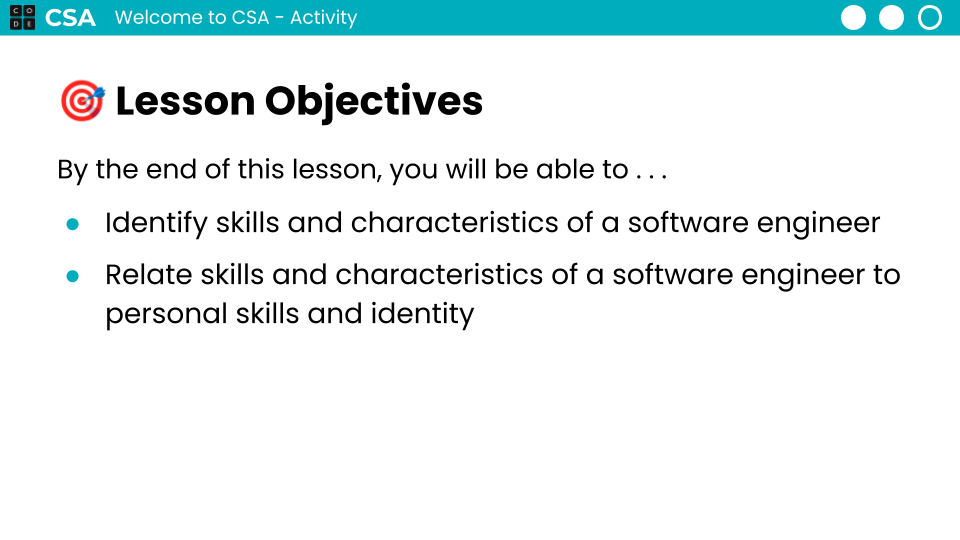 CODE CSA Welcome to CSA - Activity
Lesson Objectives
By the end of this lesson, you will be able to . . .
● Identify skills and characteristics of a software engineer
● Relate skills and characteristics of a software engineer to
personal skills and identity